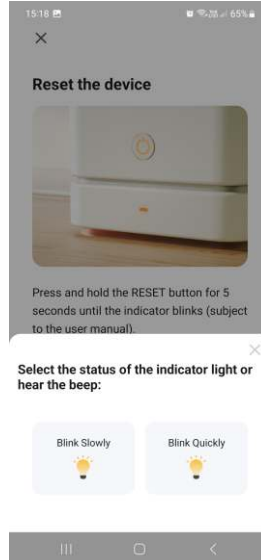 15:18 65%
Reset the device
Press and hold the RESET button for 5
seconds until the indicator blinks (subject
to the user manual).
Select the status of the indicator light or
hear the beep:
Blink Slowly Blink Quickly